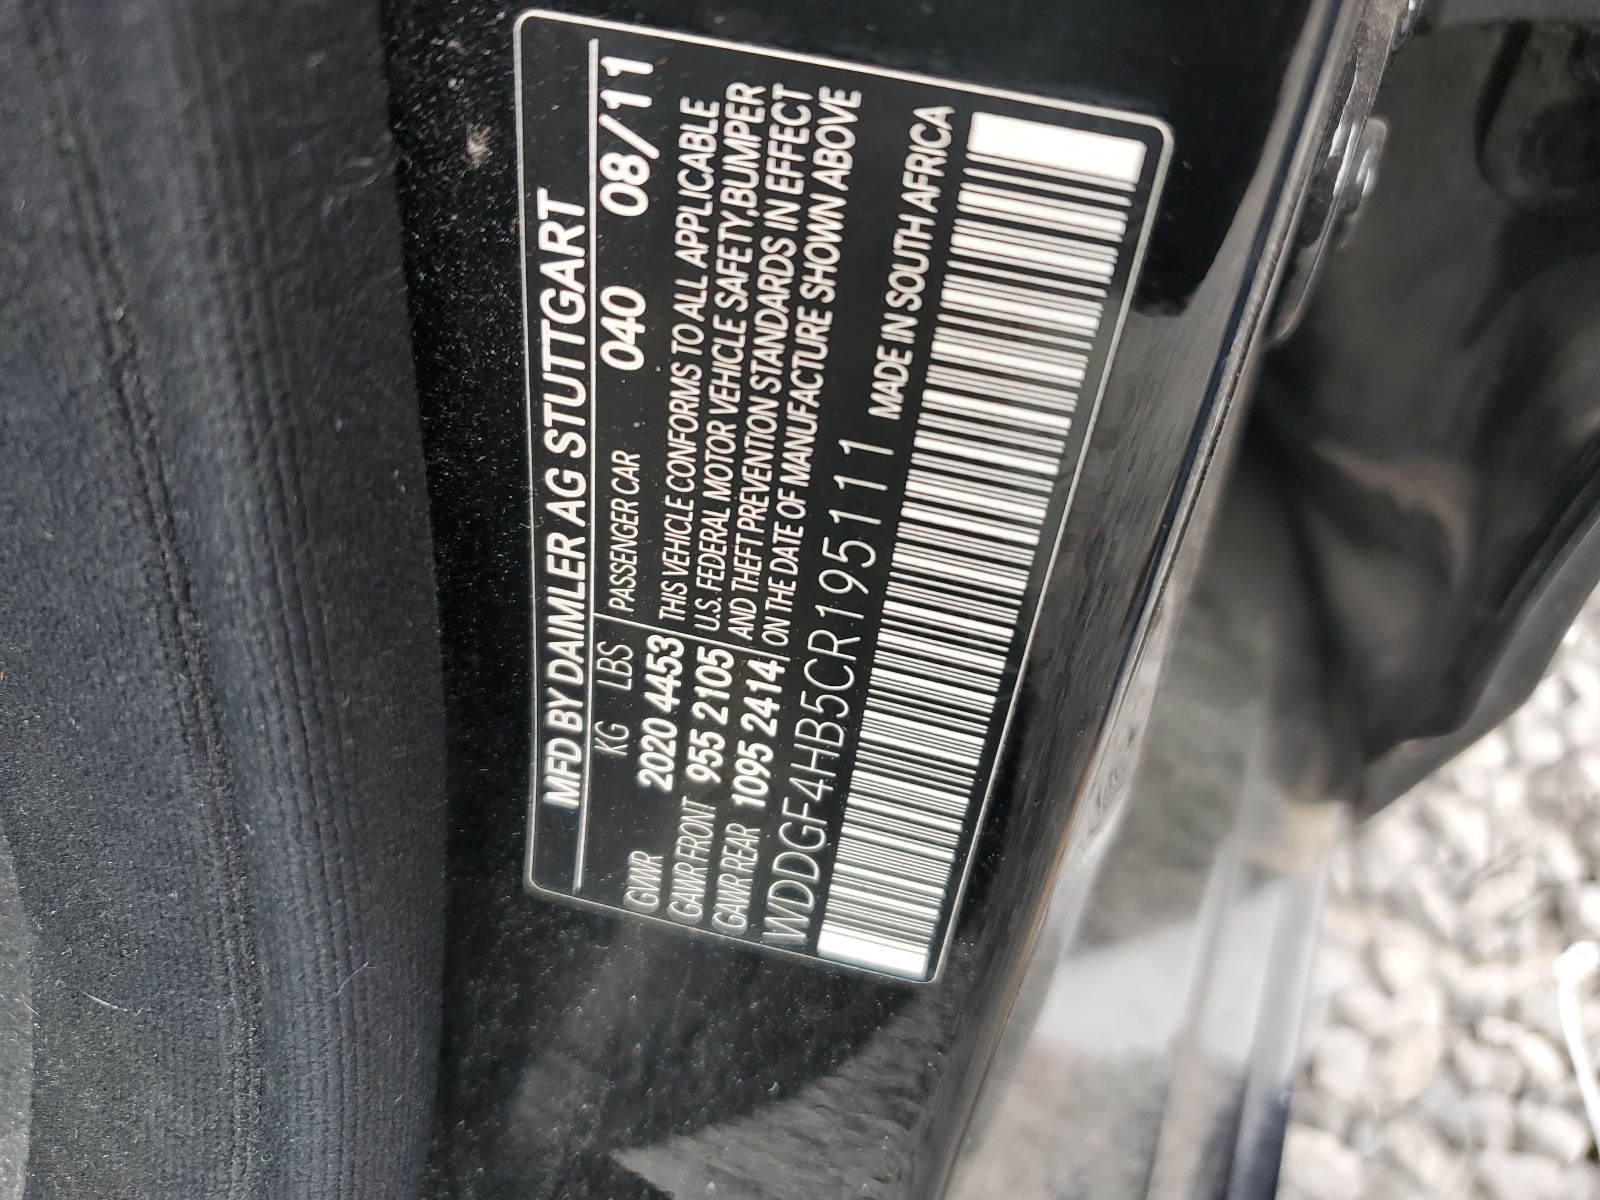 MFD BY DAIMLER AG STUTTGART
KG LBS PASSENGER CAR 040 08/11
GVWR 2020 4453 THIS VEHICLE CONFORMS TO ALL APPLICABLE
GAWR FRONT 955 2105 U.S. FEDERAL MOTOR VEHICLE SAFETY,BUMPER
GAWR REAR 1095 2414 AND THEFT PREVENTION STANDARDS IN EFFECT
ON THE DATE OF MANUFACTURE SHOWN ABOVE
WDDGF4HB5CR195111 MADE IN SOUTH AFRICA